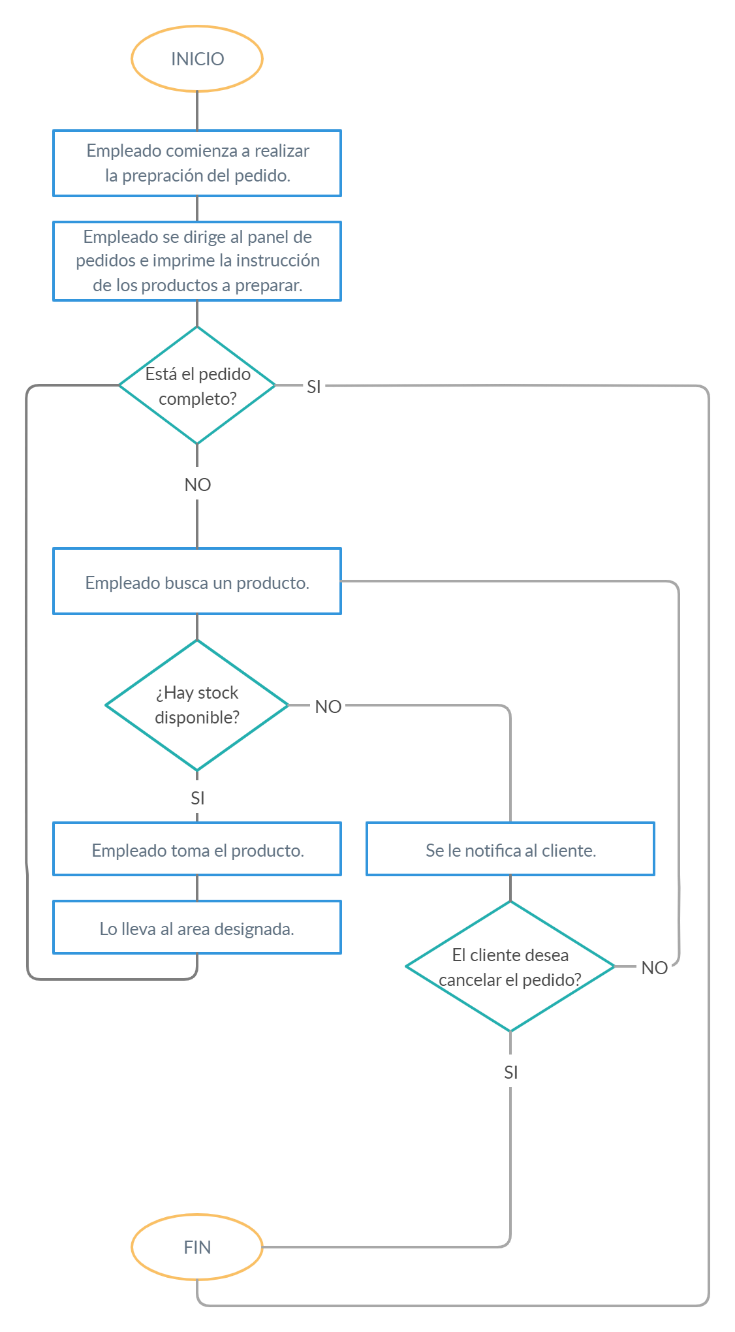 INICIO
Empleado comienza a realizar
la prepración del pedido.
Empleado se dirige al panel de
pedidos e imprime la instrucción
de los productos a preparar.
Está el pedido
completo?
SI
NO
Empleado busca un producto.
¿Hay stock
disponible?
NO
SI
Empleado toma el producto.
Se le notifica al cliente.
Lo lleva al area designada.
El cliente desea
cancelar el pedido?
NO
SI
FIN